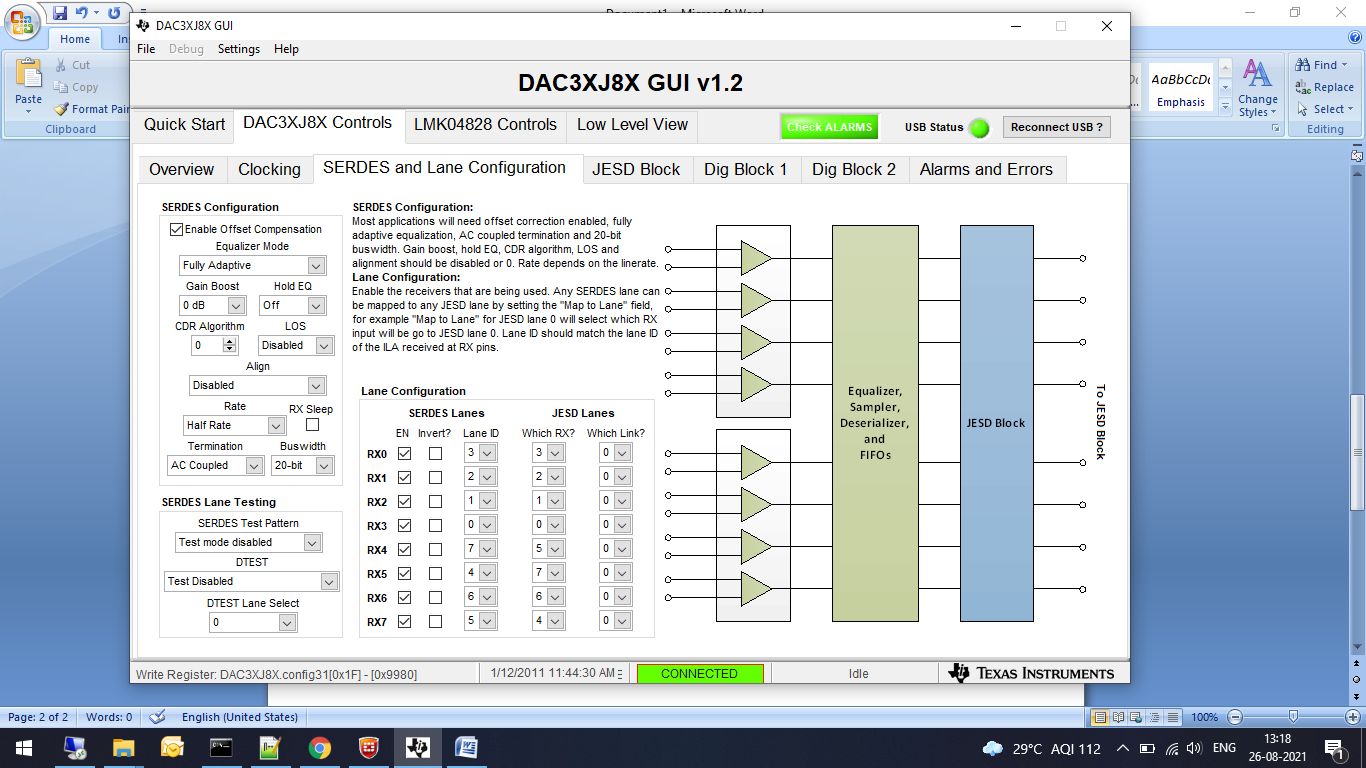 Document1 - Microsoft Word
Home
Paste
Cut
Copy
Format Pain
Clipboard
DAC3XJ8X GUI
File Debug Settings Help
DAC3XJ8X GUI v1.2
Quick Start DAC3XJ8X Controls LMK04828 Controls Low Level View
Check ALARMS USB Status Reconnect USB ?
Overview Clocking SERDES and Lane Configuration JESD Block Dig Block 1 Dig Block 2 Alarms and Errors
SERDES Configuration
Enable Offset Compensation
Equalizer Mode
Fully Adaptive
Gain Boost Hold EQ
0 dB Off
CDR Algorithm LOS
0 Disabled
Align
Disabled
Rate RX Sleep
Half Rate
Termination Buswidth
AC Coupled 20-bit
SERDES Lane Testing
SERDES Test Pattern
Test mode disabled
DTEST
Test Disabled
DTEST Lane Select
0
SERDES Configuration:
Most applications will need offset correction enabled, fully
adaptive equalization, AC coupled termination and 20-bit
buswidth. Gain boost, hold EQ, CDR algorithm, LOS and
alignment should be disabled or 0. Rate depends on the linerate.
Lane Configuration:
Enable the receivers that are being used. Any SERDES lane can
be mapped to any JESD lane by setting the "Map to Lane" field,
for example "Map to Lane" for JESD lane 0 will select which RX
input will be go to JESD lane 0. Lane ID should match the lane ID
of the ILA received at RX pins.
Lane Configuration
SERDES Lanes JESD Lanes
EN Invert? Lane ID Which RX? Which Link?
RX0 3 3 0
RX1 2 2 0
RX2 1 1 0
RX3 0 0 0
RX4 7 5 0
RX5 4 7 0
RX6 6 6 0
RX7 5 4 0
Equalizer,
Sampler,
Deserializer,
and
FIFOs
JESD Block
To JESD Block
Write Register: DAC3XJ8X.config31[0x1F] - [0x9980] 1/12/2011 11:44:30 AM CONNECTED Idle TEXAS INSTRUMENTS
AaBbCcDc
Emphasis
Change
Styles
Find
Replace
Select
Editing
Page: 2 of 2 Words: 0 English (United States) 100%
29°C AQI 112 ENG 13:18
26-08-2021
1